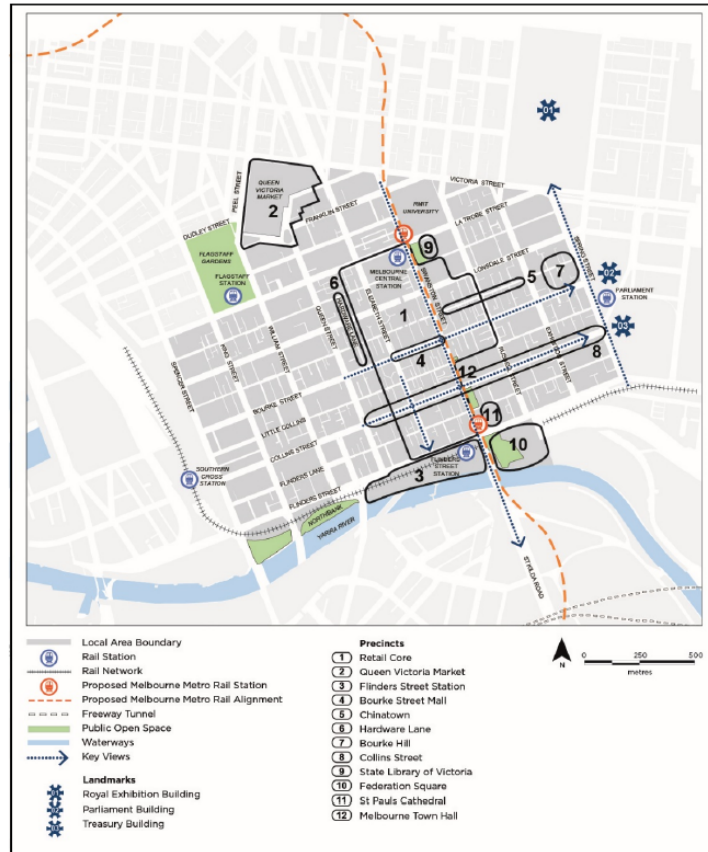 01
VICTORIA STREET
PEEL STREET
QUEEN
VICTORIA
MARKET
2
FRANKLIN STREET
RMIT
UNIVERSITY
DUDLEY STREET
LA TROBE STREET
SPRING STREET
FLAGSTAFF
GARDENS
9
MELBOURNE
CENTRAL
STATION
LONSDALE STREET
FLAGSTAFF
STATION
7
02
5
PARLIAMENT
STATION
6
HARDWARE LANE
QUEEN STREET
ELIZABETH STREET
SWANSTON STREET
1
03
WILLIAM STREET
KING STREET
SPENCER STREET
4
RUSSELL STREET
EXHIBITION STREET
8
12
BOURKE STREET
LITTLE COLLINS
COLLINS STREET
11
10
SOUTHERN
CROSS
STATION
FLINDERS LANE
FLINDERS STREET
3
FLINDERS
STREET
STATION
NORTHBANK
YARRA RIVER
ST KILDA ROAD
Local Area Boundary
Rail Station
Rail Network
Proposed Melbourne Metro Rail Station
Proposed Melbourne Metro Rail Alignment
Freeway Tunnel
Public Open Space
Waterways
Key Views
Landmarks
01 Royal Exhibition Building
02 Parliament Building
03 Treasury Building
Precincts
1 Retail Core
2 Queen Victoria Market
3 Flinders Street Station
4 Bourke Street Mall
5 Chinatown
6 Hardware Lane
7 Bourke Hill
8 Collins Street
9 State Library of Victoria
10 Federation Square
11 St Pauls Cathedral
12 Melbourne Town Hall
N
0 250 500
metres